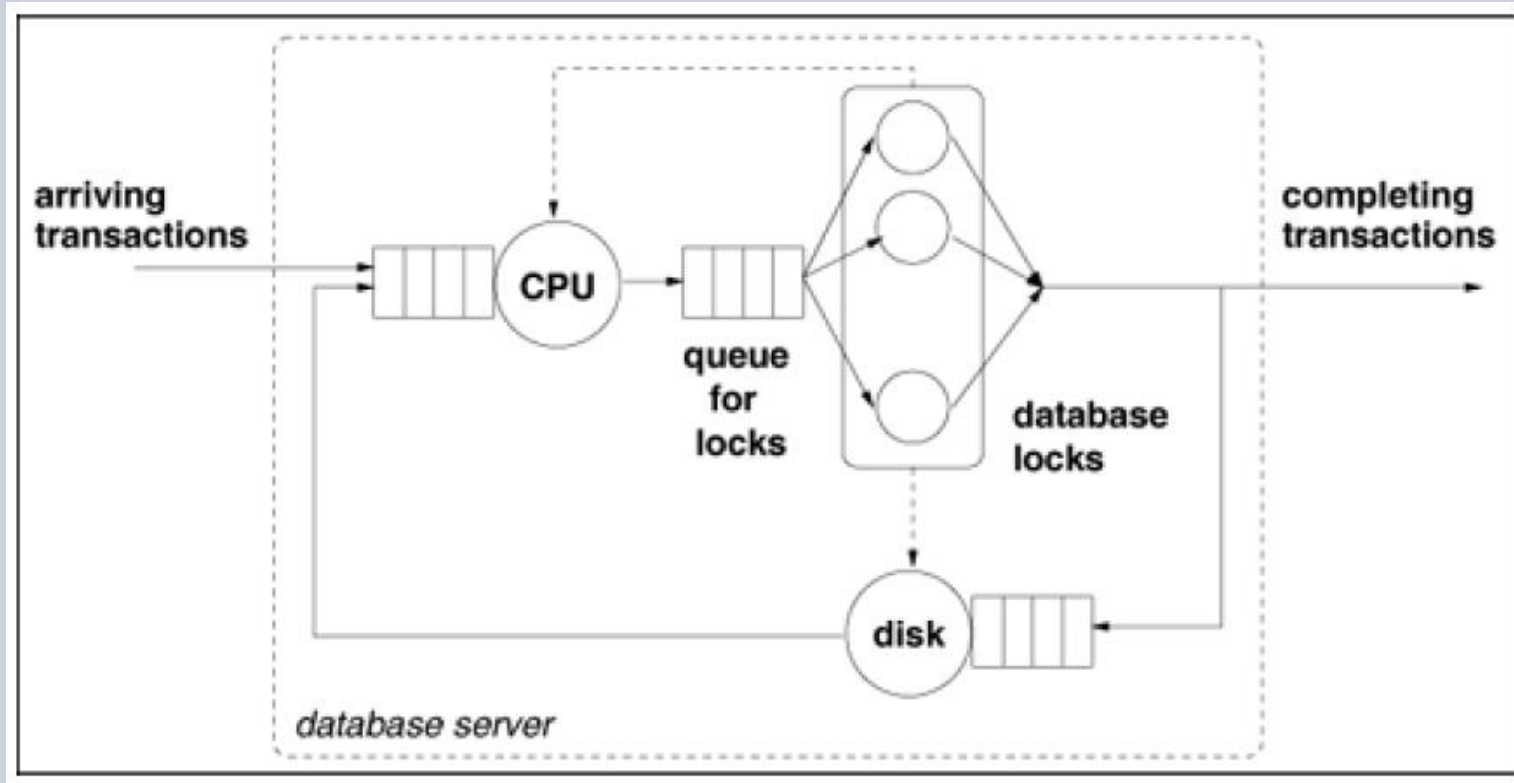 arriving
transactions
CPU
queue
for
locks
database
locks
completing
transactions
disk
database server